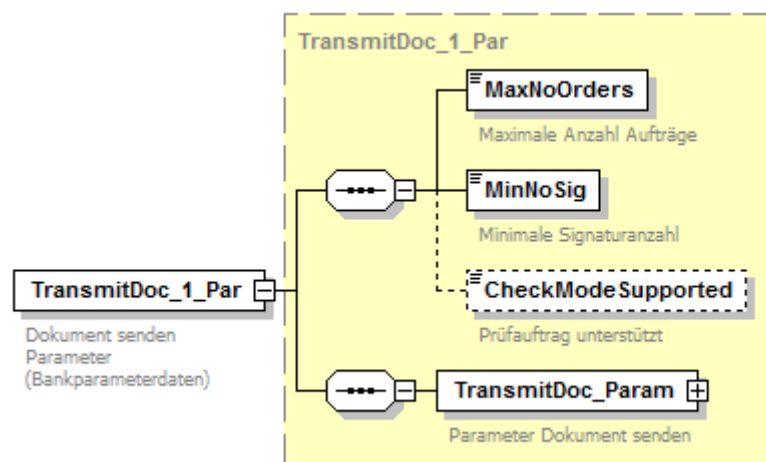 TransmitDoc_1_Par
MaxNoOrders
Maximale Anzahl Aufträge
MinNoSig
Minimale Signaturanzahl
TransmitDoc_1_Par
CheckModeSupported
Dokument senden
Parameter
(Bankparameterdaten)
Prüfauftrag unterstützt
TransmitDoc_Param
Parameter Dokument senden